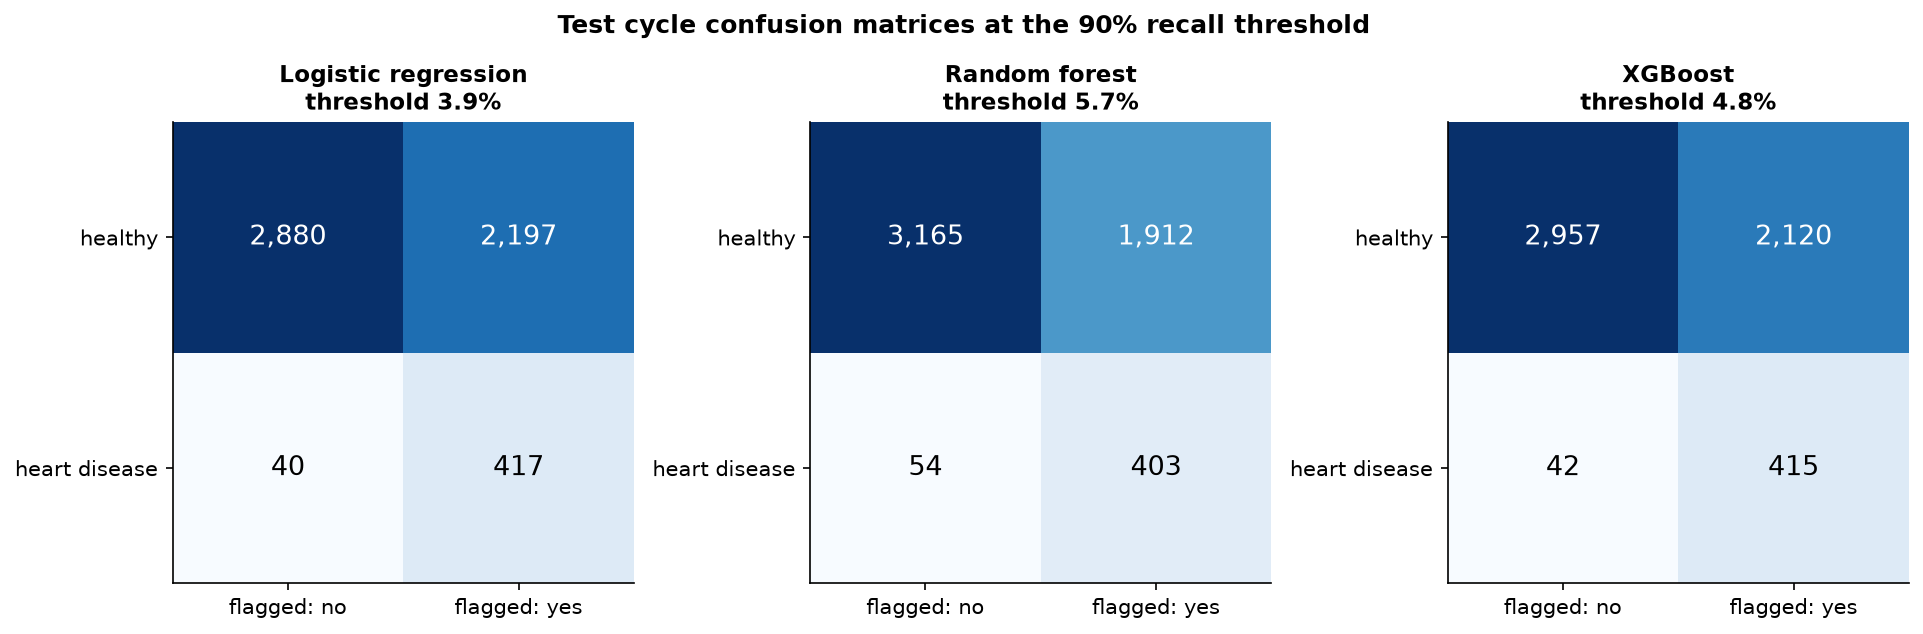 Test cycle confusion matrices at the 90% recall threshold
Logistic regression
threshold 3.9%
healthy
2,880
2,197
heart disease
40
417
flagged: no
flagged: yes
Random forest
threshold 5.7%
healthy
3,165
1,912
heart disease
54
403
flagged: no
flagged: yes
XGBoost
threshold 4.8%
healthy
2,957
2,120
heart disease
42
415
flagged: no
flagged: yes